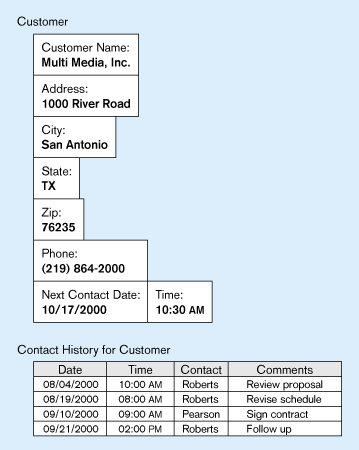 Customer
Customer Name:
Multi Media, Inc.
Address:
1000 River Road
City:
San Antonio
State:
TX
Zip:
76235
Phone:
(219) 864-2000
Next Contact Date: Time:
10/17/2000 10:30 AM
Contact History for Customer
Date Time Contact Comments
08/04/2000 10:00 AM Roberts Review proposal
08/19/2000 08:00 AM Roberts Revise schedule
09/10/2000 09:00 AM Pearson Sign contract
09/21/2000 02:00 PM Roberts Follow up